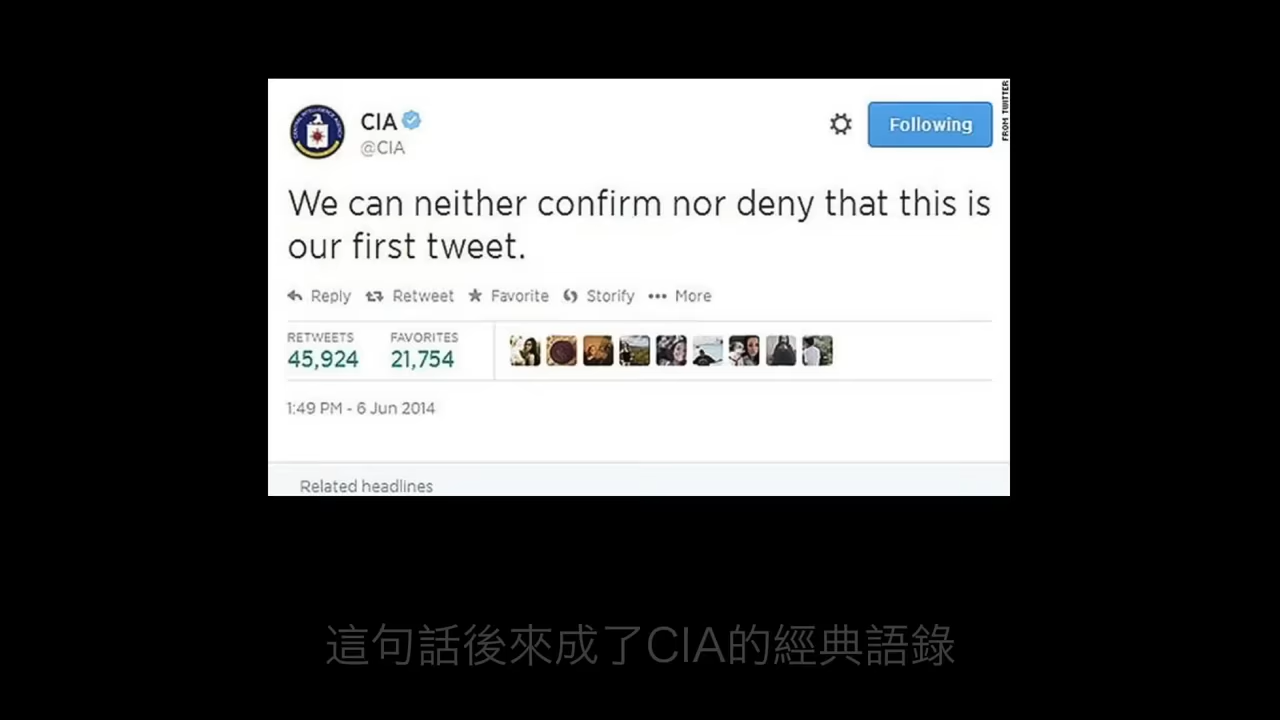 CIA
@CIA
Following
FROM TWITTER
We can neither confirm nor deny that this is
our first tweet.
Reply Retweet Favorite Storify More
RETWEETS FAVORITES
45,924 21,754
1:49 PM - 6 Jun 2014
Related headlines
這句話後來成了CIA的經典語錄